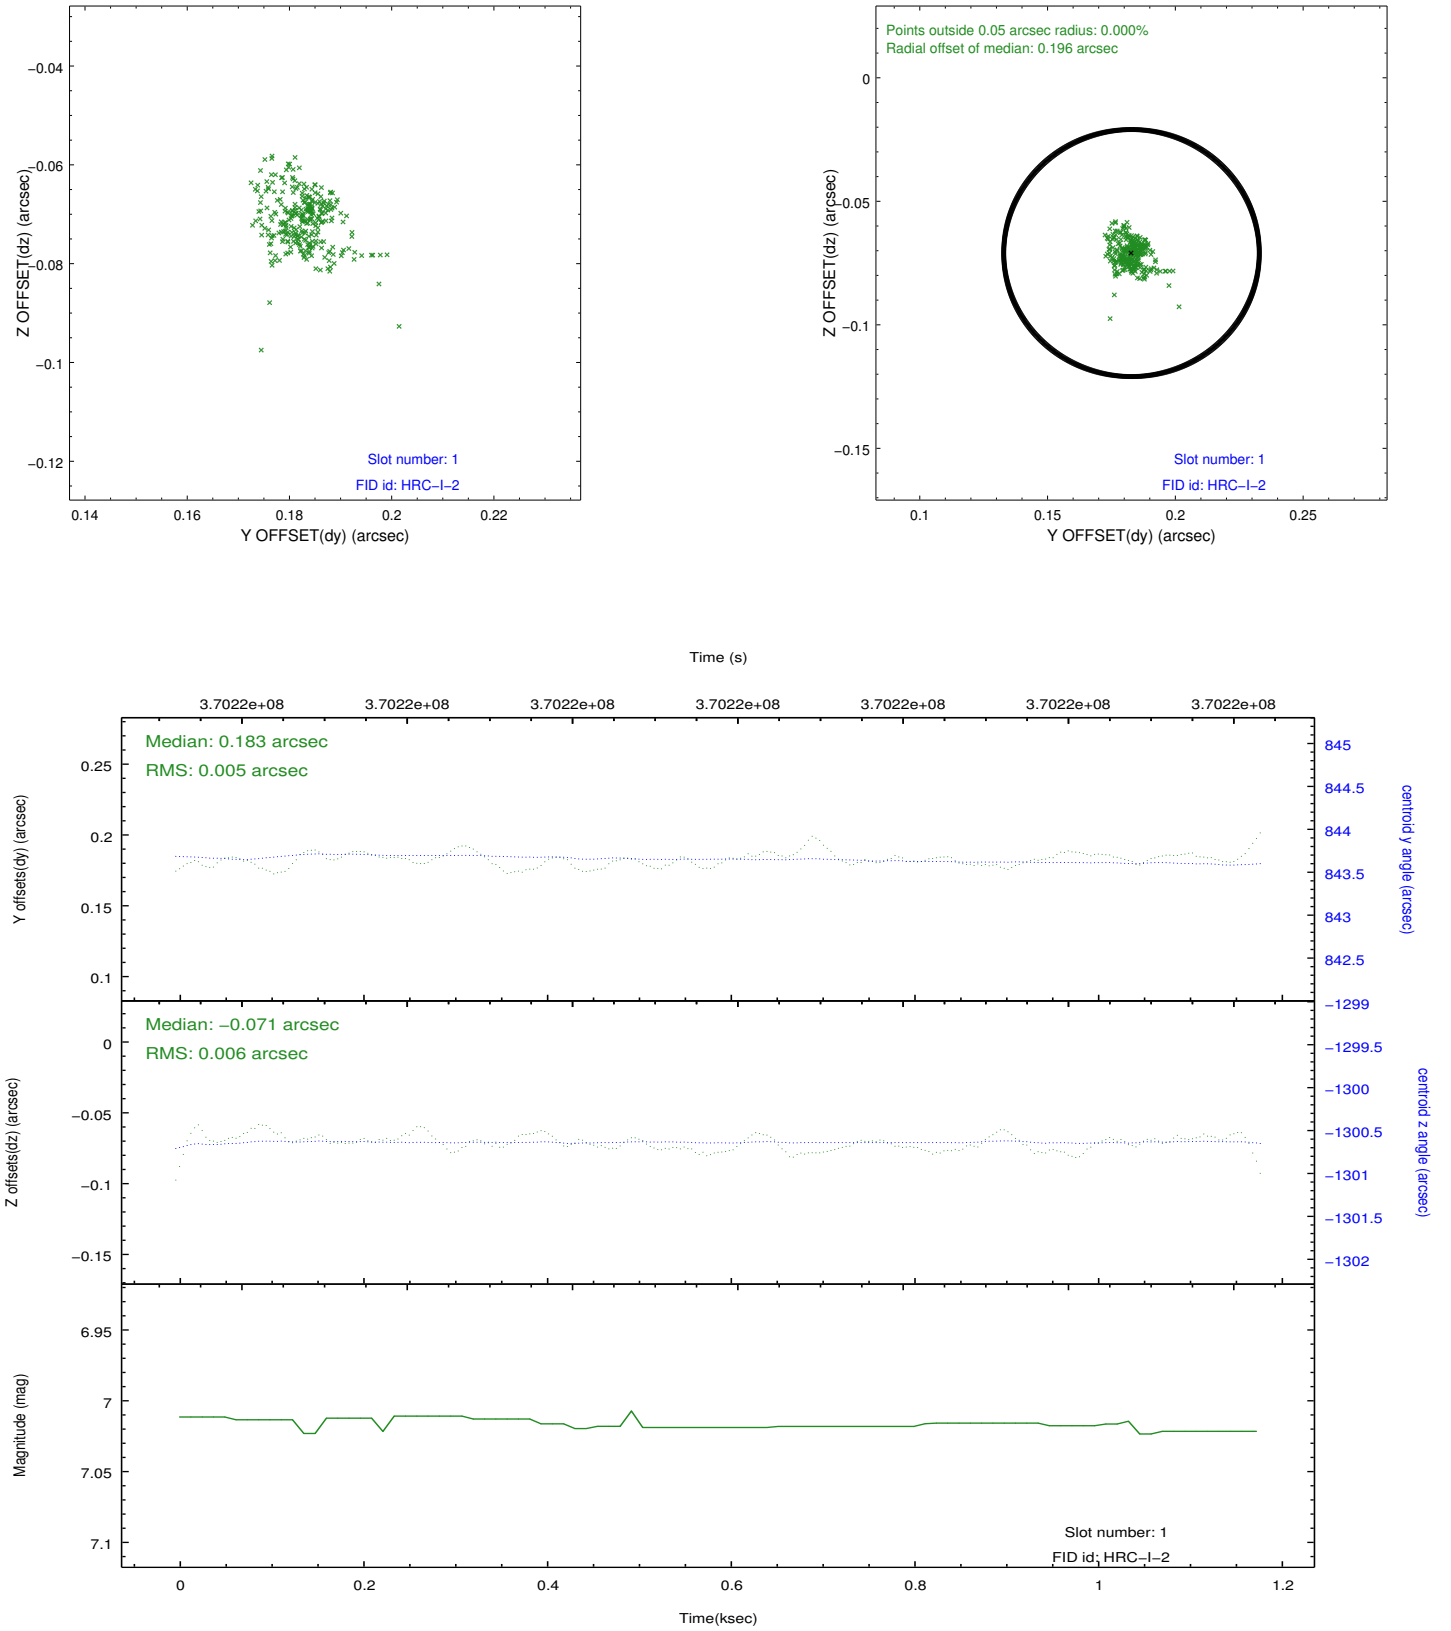 −0.04
−0.06
−0.08
−0.1
−0.12
Z OFFSET(dz) (arcsec)
Slot number: 1
FID id: HRC−I−2
0.14 0.16 0.18 0.2 0.22
Y OFFSET(dy) (arcsec)
Points outside 0.05 arcsec radius: 0.000%
Radial offset of median: 0.196 arcsec
0
−0.05
−0.1
−0.15
Z OFFSET(dz) (arcsec)
Slot number: 1
FID id: HRC−I−2
0.1 0.15 0.2 0.25
Y OFFSET(dy) (arcsec)
Time (s)
3.7022e+08 3.7022e+08 3.7022e+08 3.7022e+08 3.7022e+08 3.7022e+08 3.7022e+08
Median: 0.183 arcsec
RMS: 0.005 arcsec
0.25
0.2
0.15
0.1
Y offsets(dy) (arcsec)
845
844.5
844
843.5
843
842.5
centroid y angle (arcsec)
Median: −0.071 arcsec
RMS: 0.006 arcsec
0
−0.05
−0.1
−0.15
Z offsets(dz) (arcsec)
−1299
−1299.5
−1300
−1300.5
−1301
−1301.5
−1302
centroid z angle (arcsec)
6.95
7
7.05
7.1
Magnitude (mag)
Slot number: 1
FID id: HRC−I−2
0 0.2 0.4 0.6 0.8 1 1.2
Time(ksec)